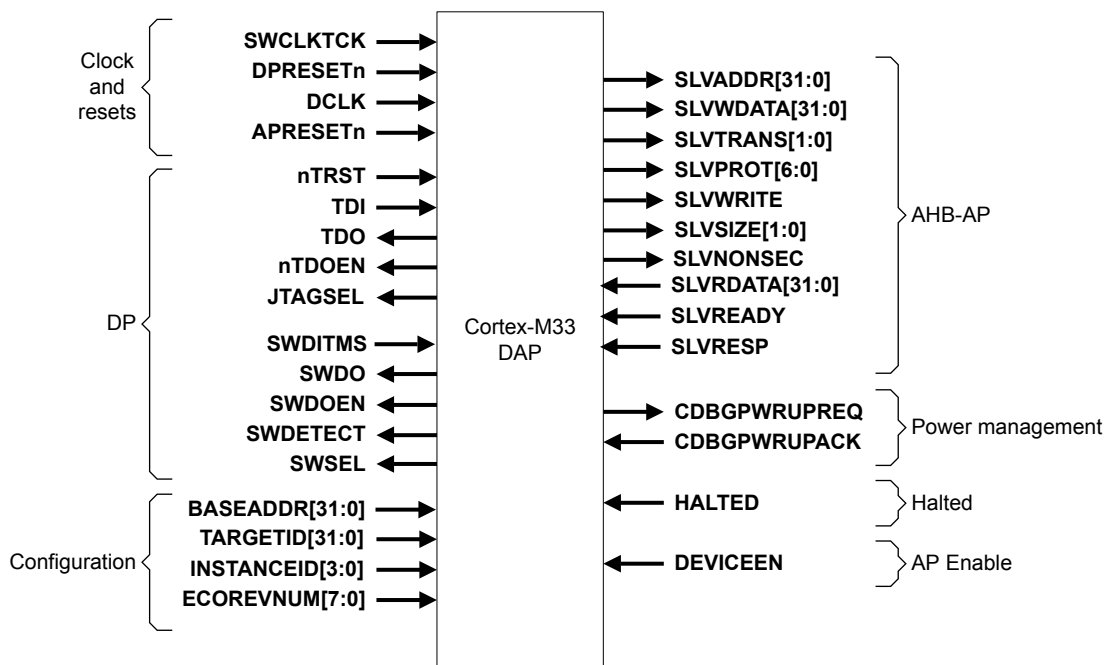 Clock
and
resets
SWCLKTCK
DPRESETn
DCLK
APRESETn
DP
nTRST
TDI
TDO
nTDOEN
JTAGSEL
SWDITMS
SWDO
SWDOEN
SWDETECT
SWSEL
Configuration
BASEADDR[31:0]
TARGETID[31:0]
INSTANCEID[3:0]
ECOREVNUM[7:0]
Cortex-M33
DAP
SLVADDR[31:0]
SLVWDATA[31:0]
SLVTRANS[1:0]
SLVPROT[6:0]
SLVWRITE
SLVSIZE[1:0]
SLVNONSEC
SLVRDATA[31:0]
SLVREADY
SLVRESP
AHB-AP
CDBGPWRUPREQ
CDBGPWRUPACK
Power management
HALTED
Halted
DEVICEEN
AP Enable